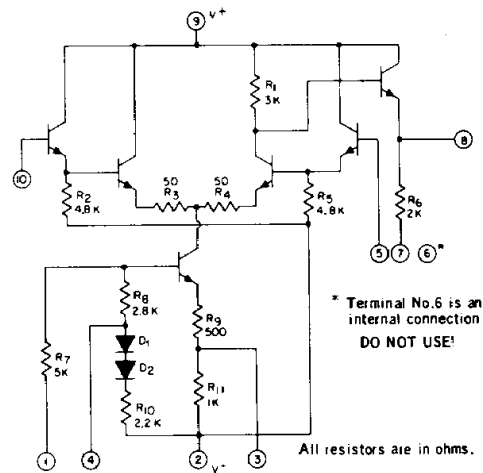 9 V+
R1
3K
8
10
50
R3
50
R4
R2
4.8K
R5
4.8K
R6
2K
5 7 6*
R8
2.8K
R9
500
* Terminal No.6 is an
internal connection
DO NOT USE!
D1
R7
5K
D2
R11
1K
R10
2.2K
1 4 2 3
V+
All resistors are in ohms.